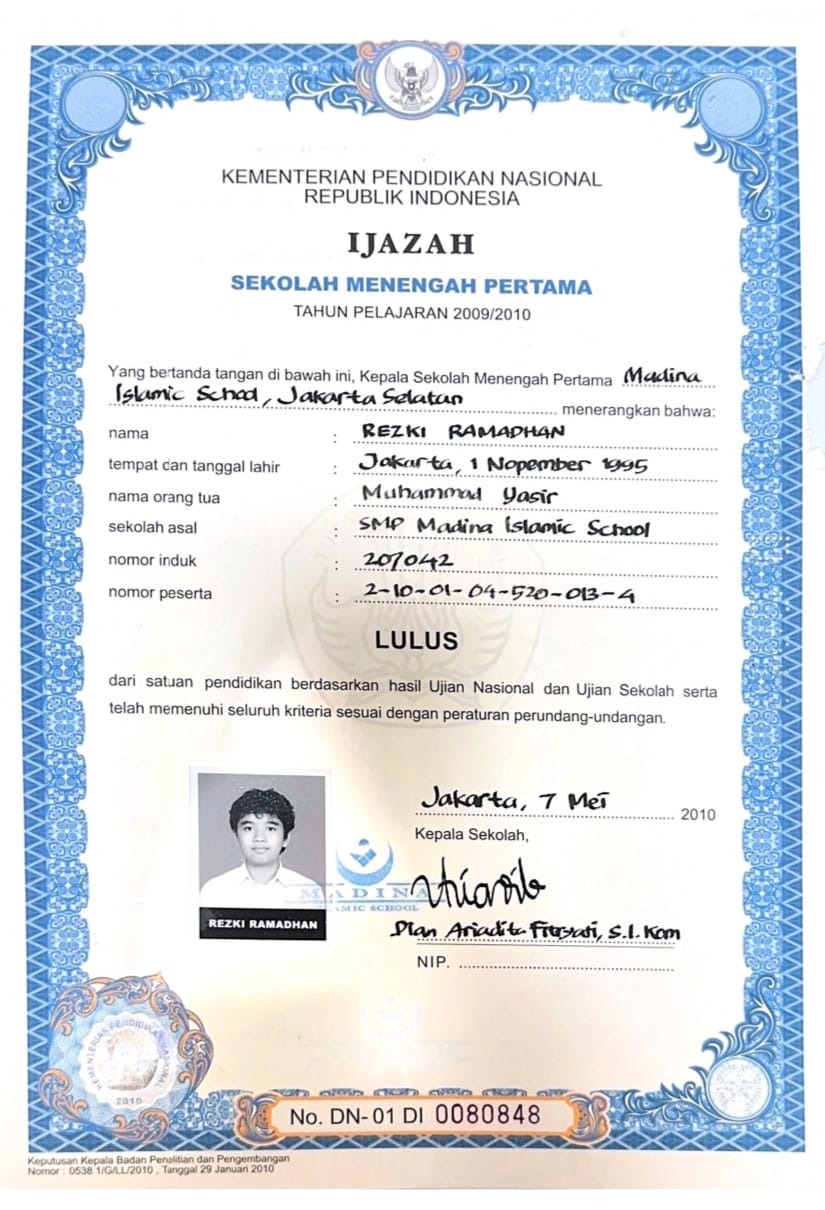 KEMENTERIAN PENDIDIKAN NASIONAL
REPUBLIK INDONESIA
IJAZAH
SEKOLAH MENENGAH PERTAMA
TAHUN PELAJARAN 2009/2010
Yang bertanda tangan di bawah ini, Kepala Sekolah Menengah Pertama Madina
Islamic School, Jakarta Selatan menerangkan bahwa:
nama : REZKI RAMADHAN
tempat dan tanggal lahir : Jakarta, 1 Nopember 1995
nama orang tua : Muhammad Yasir
sekolah asal : SMP Madina Islamic School
nomor induk : 207042
nomor peserta : 2-10-01-04-520-013-4
LULUS
dari satuan pendidikan berdasarkan hasil Ujian Nasional dan Ujian Sekolah serta
telah memenuhi seluruh kriteria sesuai dengan peraturan perundang-undangan.
Jakarta, 7 Mei 2010
Kepala Sekolah,
MADINA
ISLAMIC SCHOOL
REZKI RAMADHAN
Dian Ariadita Fitryati, S.I.Kom
NIP.
KEMENTERIAN PENDIDIKAN NASIONAL
2010
No. DN-01 DI 0080848
Keputusan Kepala Badan Penelitian dan Pengembangan
Nomor : 0538 1/G/LL/2010 , Tanggal 29 Januari 2010